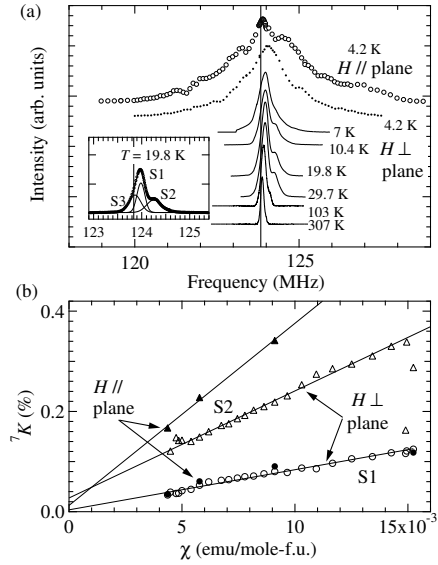 (a)
Intensity (arb. units)
4.2 K
H // plane
4.2 K
H ⊥
plane
7 K
10.4 K
19.8 K
29.7 K
103 K
307 K
T = 19.8 K
S1
S3
S2
123 124 125
120 125
Frequency (MHz)
(b)
0.4
0.2
0
⁷K (%)
H //
plane
S2
H ⊥
plane
S1
0 5 10 15×10⁻³
χ (emu/mole-f.u.)